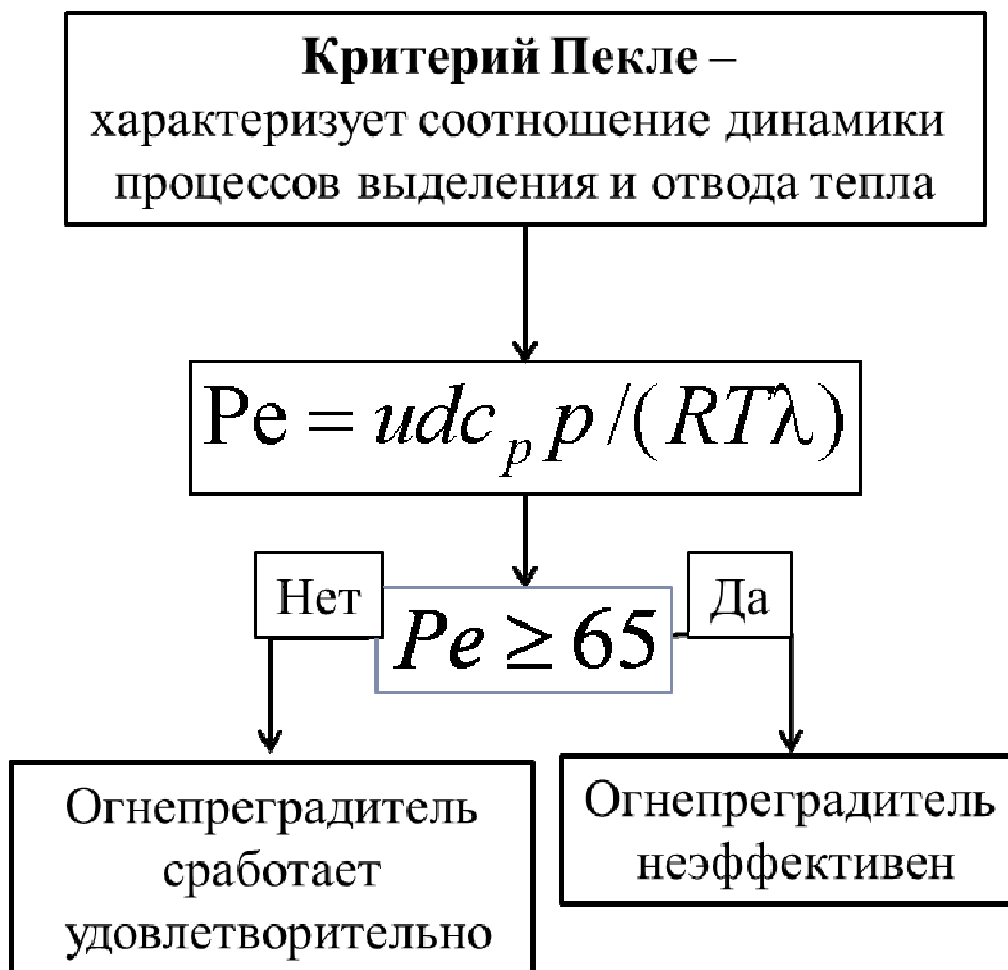 Критерий Пекле –
характеризует соотношение динамики
процессов выделения и отвода тепла
Pe = udc_p p /(RTλ)
Нет
Pe ≥ 65
Да
Огнепреградитель
сработает
удовлетворительно
Огнепреградитель
неэффективен